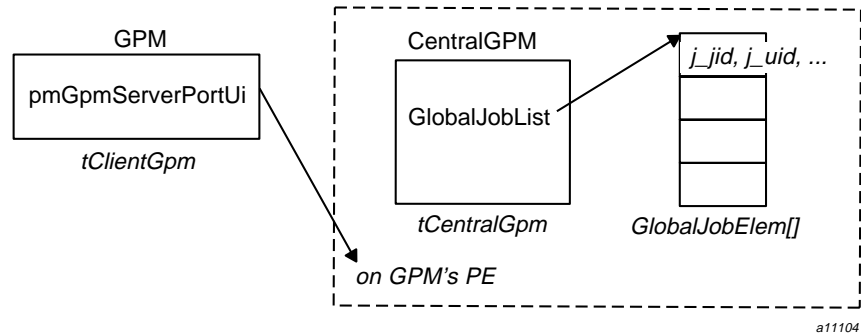 GPM
pmGpmServerPortUi
tClientGpm
CentralGPM
GlobalJobList
tCentralGpm
j_jid, j_uid, ...
GlobalJobElem[]
on GPM's PE
a11104